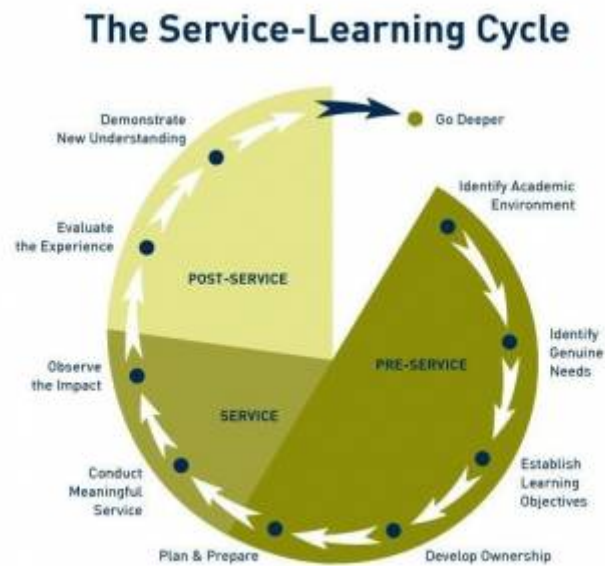 The Service-Learning Cycle
Go Deeper
Identify Academic
Environment
Identify
Genuine
Needs
Establish
Learning
Objectives
Develop Ownership
Plan & Prepare
Conduct
Meaningful
Service
Observe
the Impact
Evaluate
the Experience
Demonstrate
New Understanding
POST-SERVICE
PRE-SERVICE
SERVICE